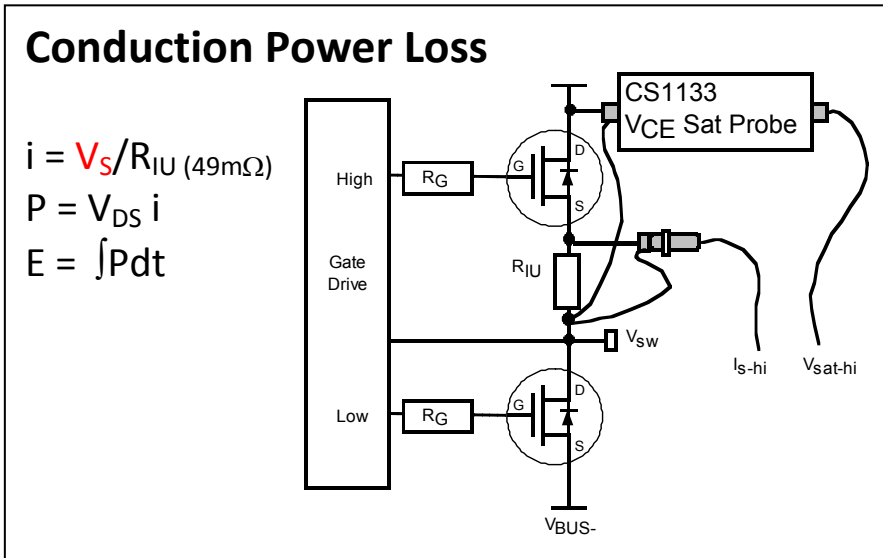 Conduction Power Loss
i = VS/RIU (49mΩ)
P = VDS i
E = ∫Pdt
CS1133
VCE Sat Probe
High
RG
G
D
S
Gate
Drive
RIU
Vsw
Is-hi
Vsat-hi
Low
RG
G
D
S
VBUS-